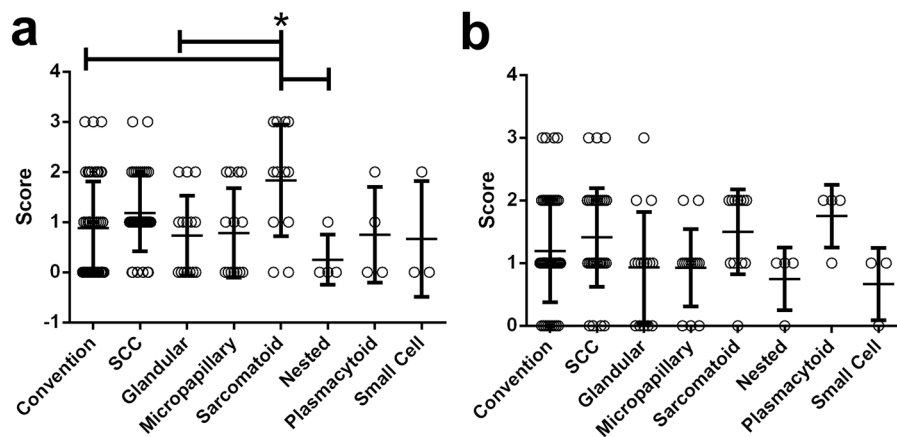 a
*
Score
4
3
2
1
0
-1
Convention
SCC
Glandular
Micropapillary
Sarcomatoid
Nested
Plasmacytoid
Small Cell
b
Score
4
3
2
1
0
Convention
SCC
Glandular
Micropapillary
Sarcomatoid
Nested
Plasmacytoid
Small Cell